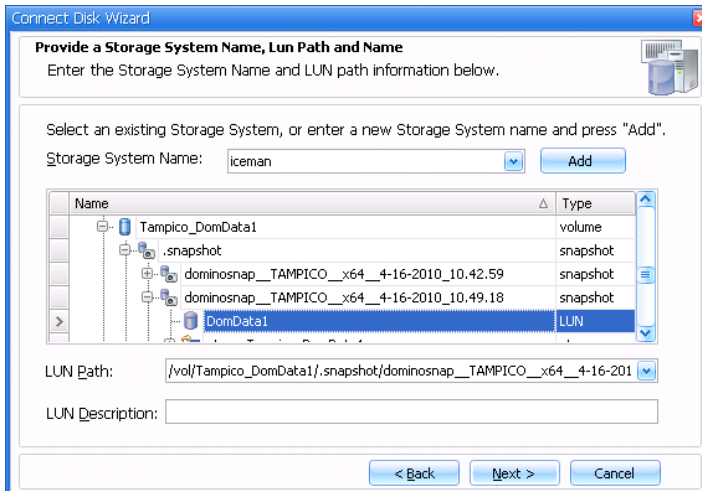 Connect Disk Wizard
Provide a Storage System Name, Lun Path and Name
Enter the Storage System Name and LUN path information below.
Select an existing Storage System, or enter a new Storage System name and press "Add".
Storage System Name: iceman Add
Name Type
Tampico_DomData1 volume
.snapshot snapshot
dominosnap__TAMPICO__x64__4-16-2010_10.42.59 snapshot
dominosnap__TAMPICO__x64__4-16-2010_10.49.18 snapshot
DomData1 LUN
LUN Path: /vol/Tampico_DomData1/.snapshot/dominosnap__TAMPICO__x64__4-16-201
LUN Description:
< Back Next > Cancel